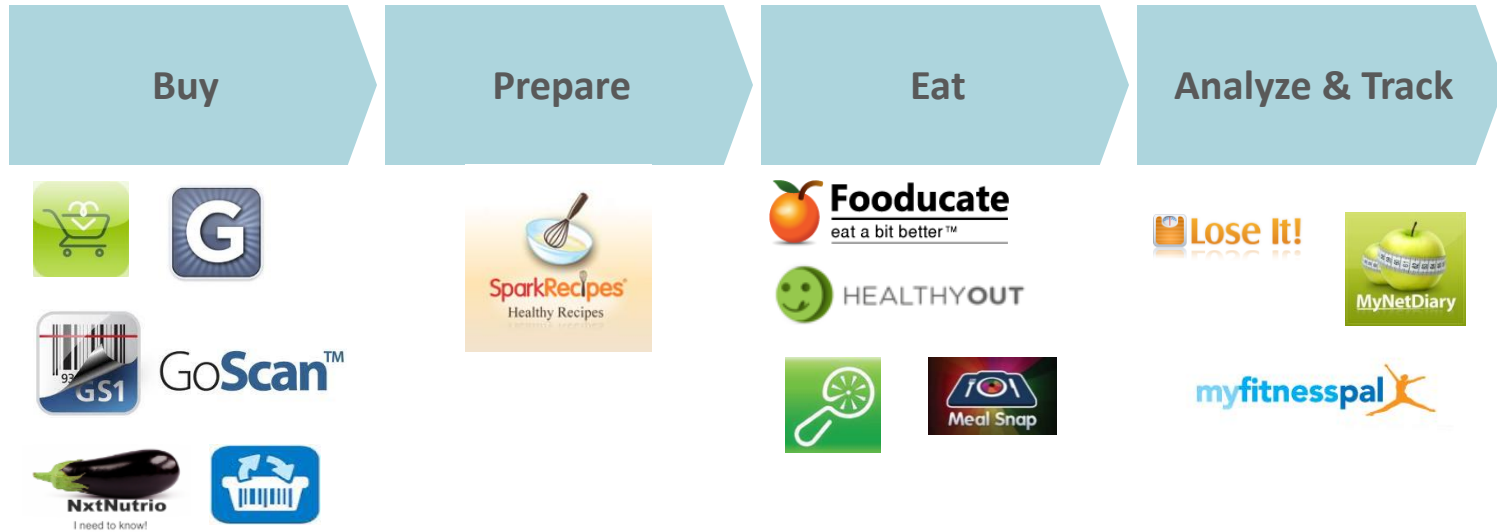 Buy
Prepare
Eat
Analyze & Track
G
93
GS1
GoScan™
NxtNutrio
I need to know!
SparkRecipes®
Healthy Recipes
Fooducate
eat a bit better™
HEALTHYOUT
Meal Snap
Lose It!
MyNetDiary
myfitnesspal